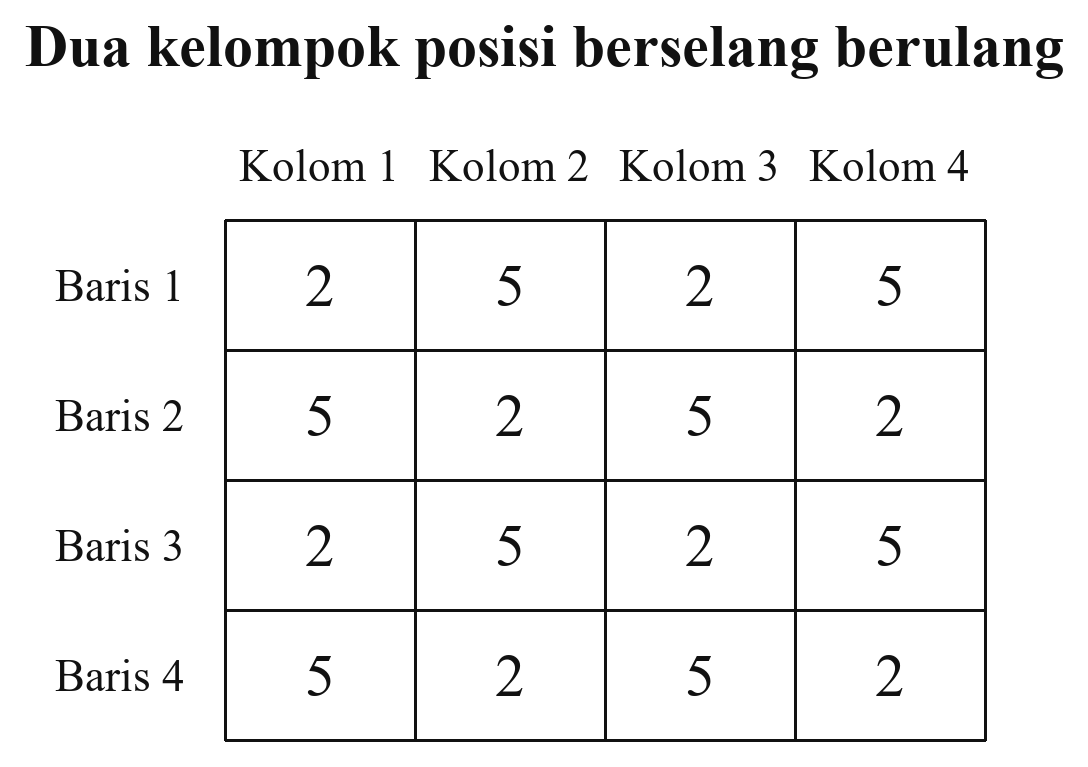 Dua kelompok posisi berselang berulang
Kolom 1 Kolom 2 Kolom 3 Kolom 4
Baris 1 2 5 2 5
Baris 2 5 2 5 2
Baris 3 2 5 2 5
Baris 4 5 2 5 2